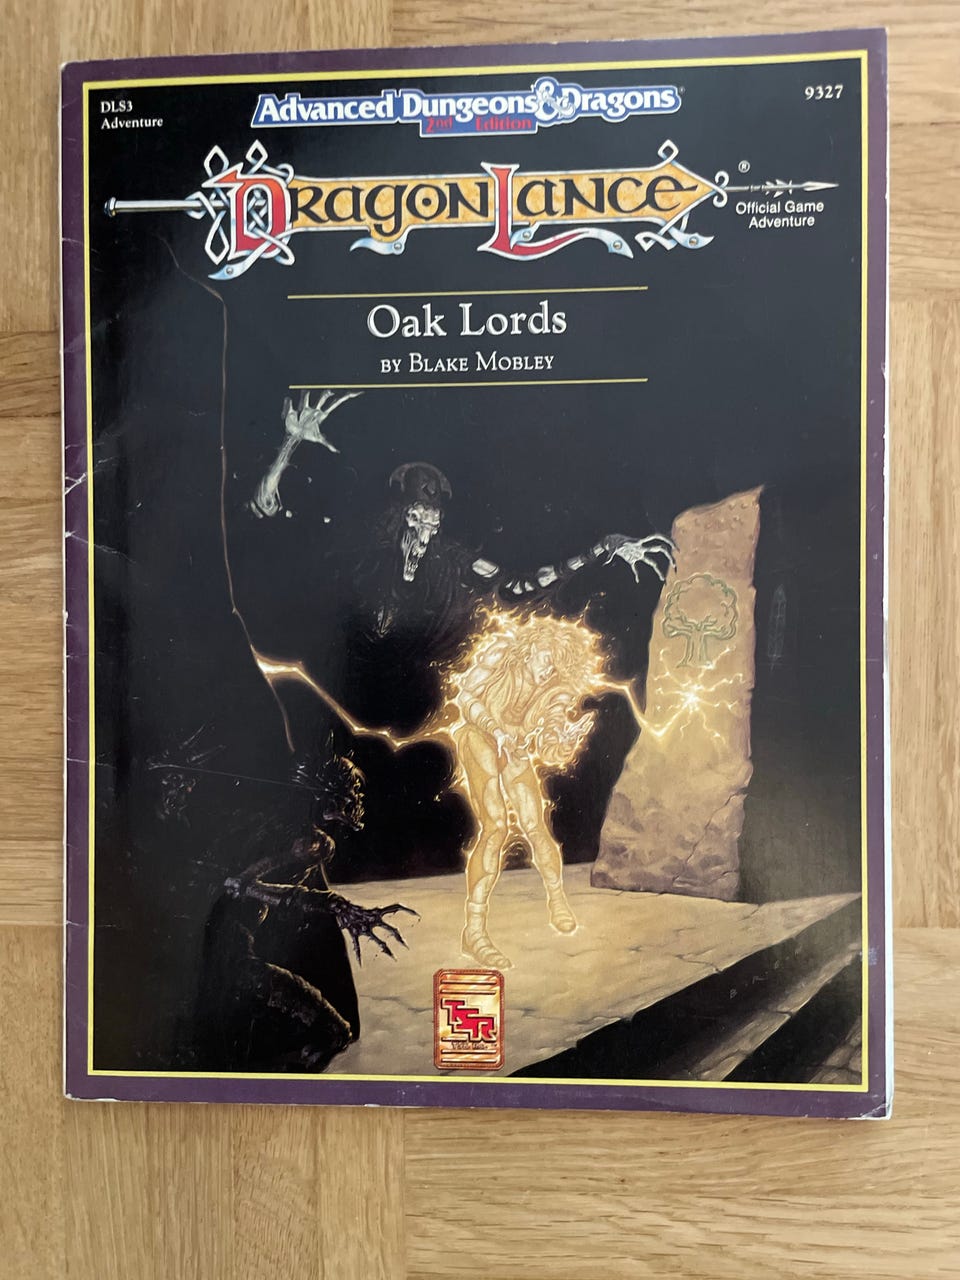 DLS3
Adventure
Advanced Dungeons & Dragons®
2nd Edition
9327
DragonLance
®
Official Game
Adventure
Oak Lords
BY BLAKE MOBLEY
TSR